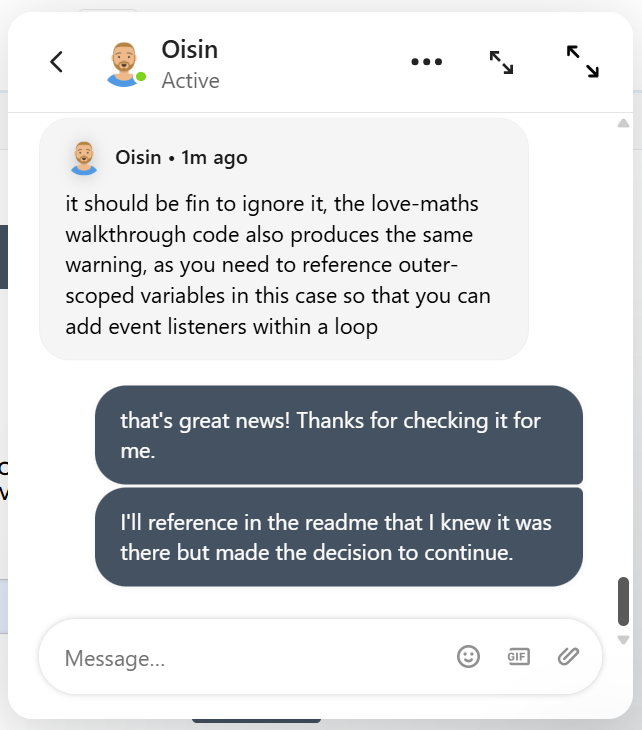 Oisin
Active
Oisin • 1m ago
it should be fin to ignore it, the love-maths
walkthrough code also produces the same
warning, as you need to reference outer-
scoped variables in this case so that you can
add event listeners within a loop
that's great news! Thanks for checking it for
me.
I'll reference in the readme that I knew it was
there but made the decision to continue.
Message...
GIF